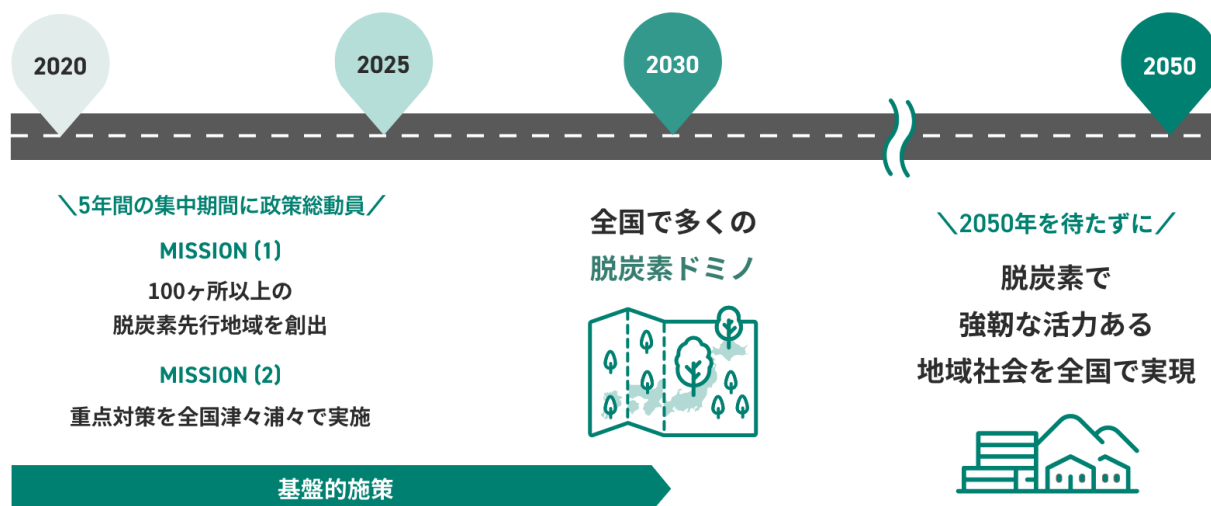 2020
2025
2030
2050
＼5年間の集中期間に政策総動員／
MISSION (1)
100ヶ所以上の
脱炭素先行地域を創出
MISSION (2)
重点対策を全国津々浦々で実施
基盤的施策
全国で多くの
脱炭素ドミノ
＼2050年を待たずに／
脱炭素で
強靭な活力ある
地域社会を全国で実現